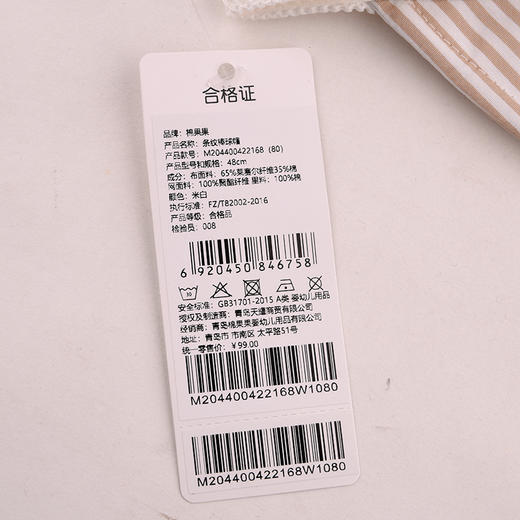 合格证
品牌：棉果果
产品名称：条纹棒球帽
产品款号：M204400422168（80）
产品型号和规格：48cm
成分：布面料：65%莱塞尔纤维35%棉
网面料：100%聚酯纤维 里料：100%棉
颜色：米白
执行标准：FZ/T82002-2016
产品等级：合格品
检验员：008
6 920450 846758
30
安全标准：GB31701-2015 A类 婴幼儿用品
授权及制造商：青岛天缝商贸有限公司
经销商：青岛棉果果婴幼儿用品有限公司
地址：青岛市 市南区 太平路51号
统一零售价：￥99.00
M204400422168W1080
M204400422168W1080